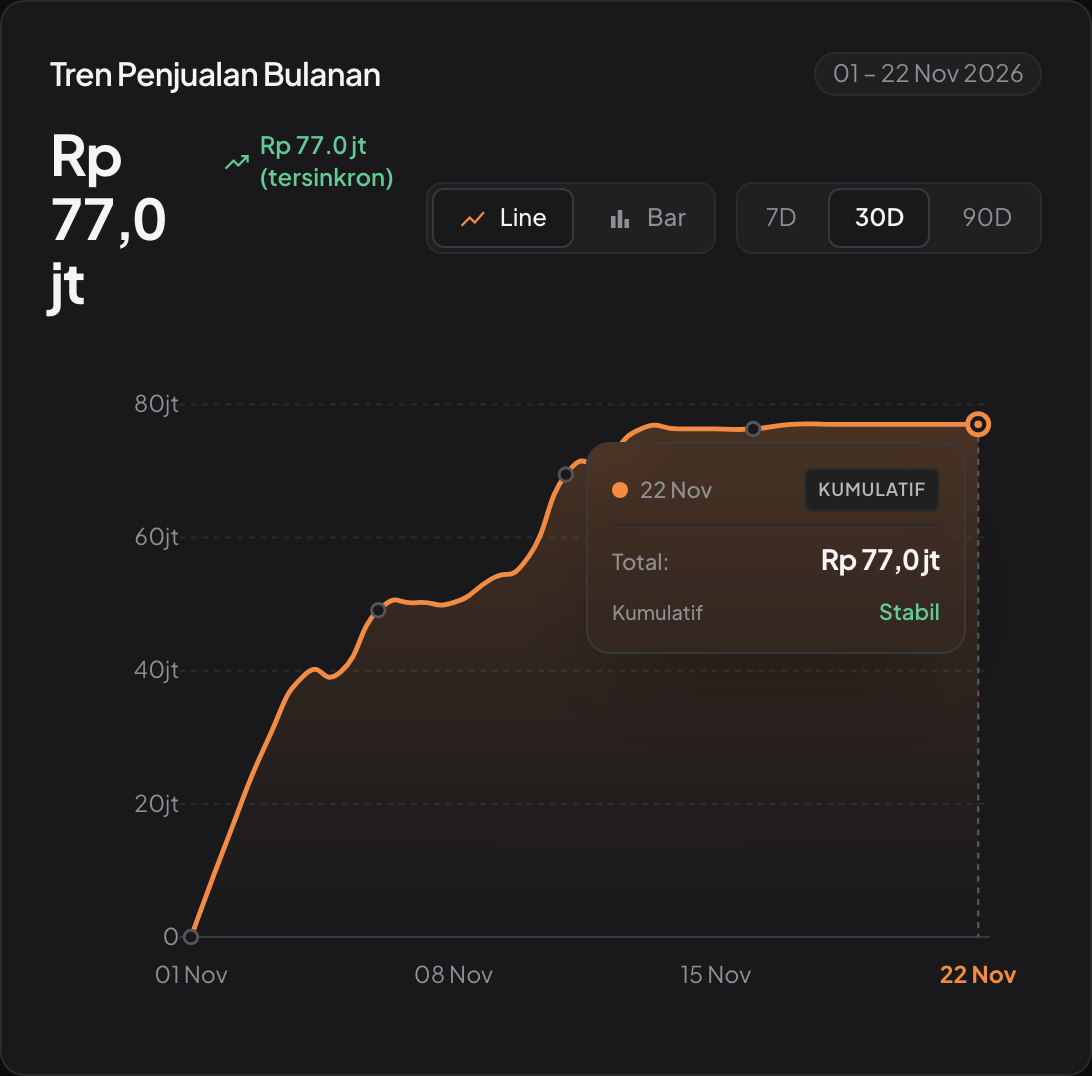 Tren Penjualan Bulanan
01 – 22 Nov 2026
Rp
77,0
jt
Rp 77.0 jt
(tersinkron)
Line
Bar
7D
30D
90D
80jt
60jt
40jt
20jt
0
22 Nov
KUMULATIF
Total:
Rp 77,0 jt
Kumulatif
Stabil
01 Nov
08 Nov
15 Nov
22 Nov